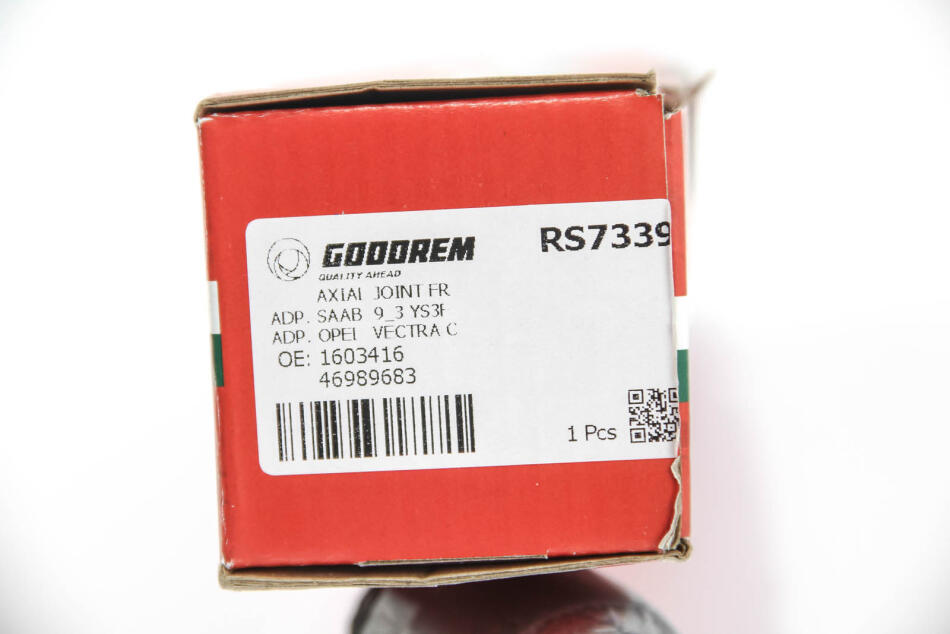 GOODREM
QUALITY AHEAD
RS7339
AXIAL JOINT FR
ADP. SAAB 9_3 YS3F
ADP. OPEL VECTRA C
OE: 1603416
46989683
1 Pcs